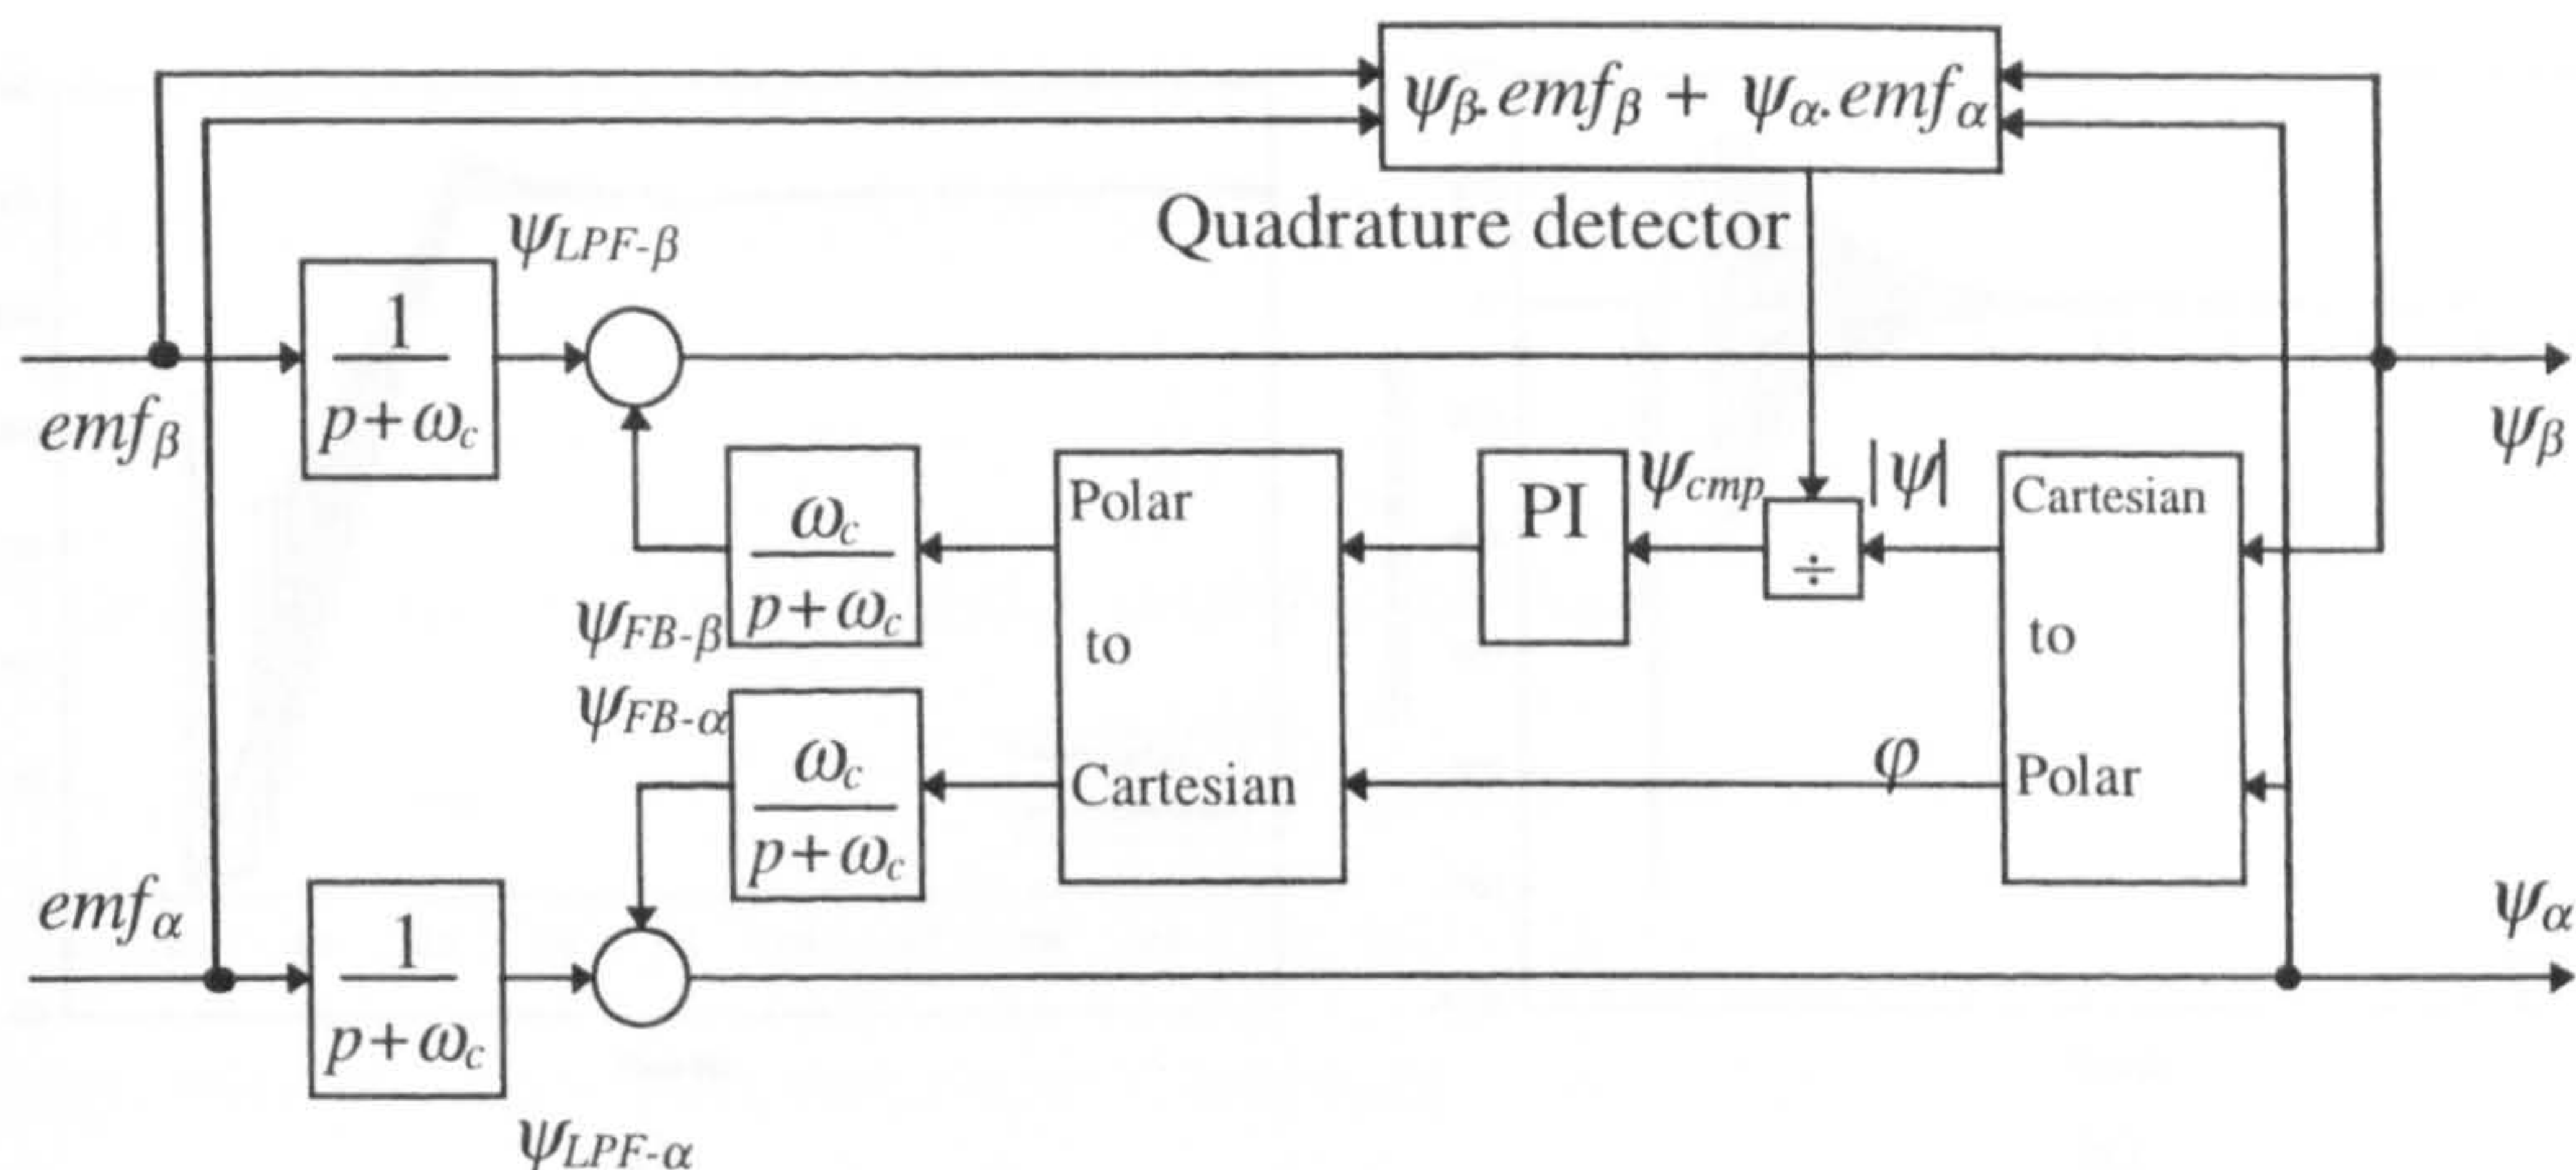 ψβ.emfβ + ψα.emfα
Quadrature detector
ψLPF-β
1
p+ωc
emfβ
ψβ
ωc
p+ωc
ψFB-β
Polar
to
Cartesian
PI
ψcmp
÷
|ψ|
Cartesian
to
Polar
φ
ψFB-α
ωc
p+ωc
emfα
1
p+ωc
ψα
ψLPF-α